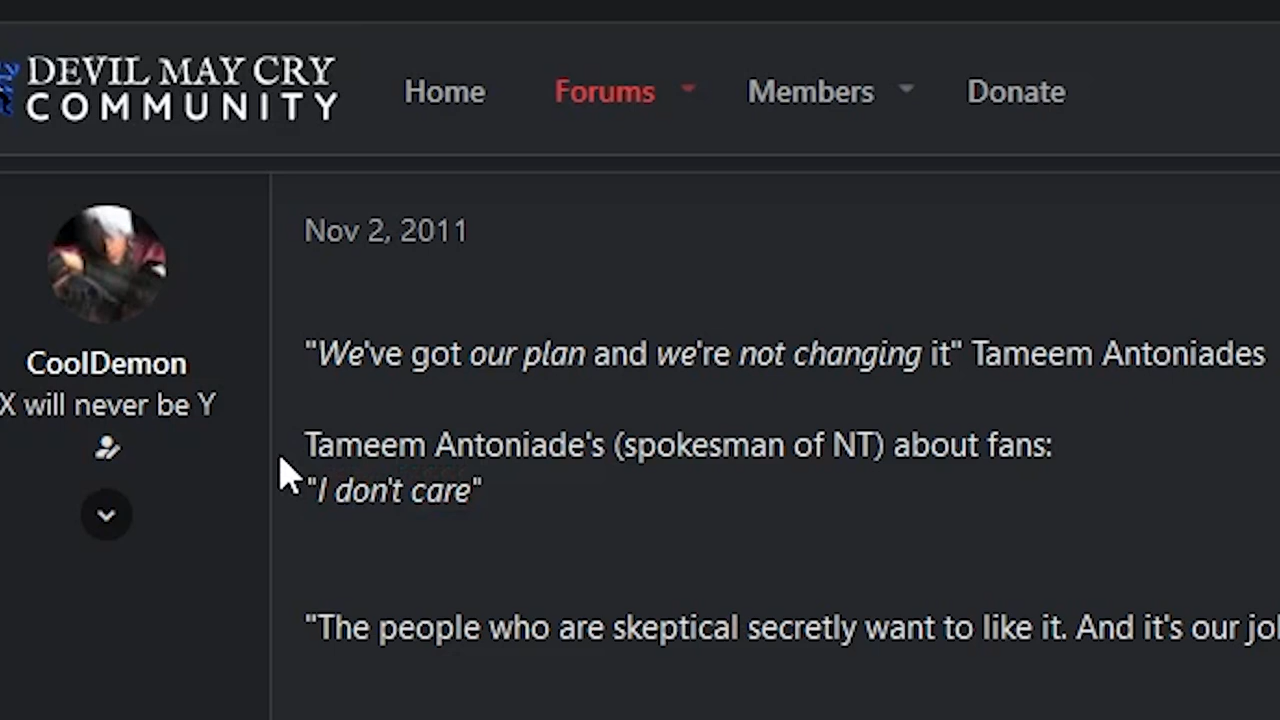 DEVIL MAY CRY
COMMUNITY
Home Forums Members Donate
Nov 2, 2011
CoolDemon
X will never be Y
"We've got our plan and we're not changing it" Tameem Antoniades
Tameem Antoniade's (spokesman of NT) about fans:
"I don't care"
"The people who are skeptical secretly want to like it. And it's our